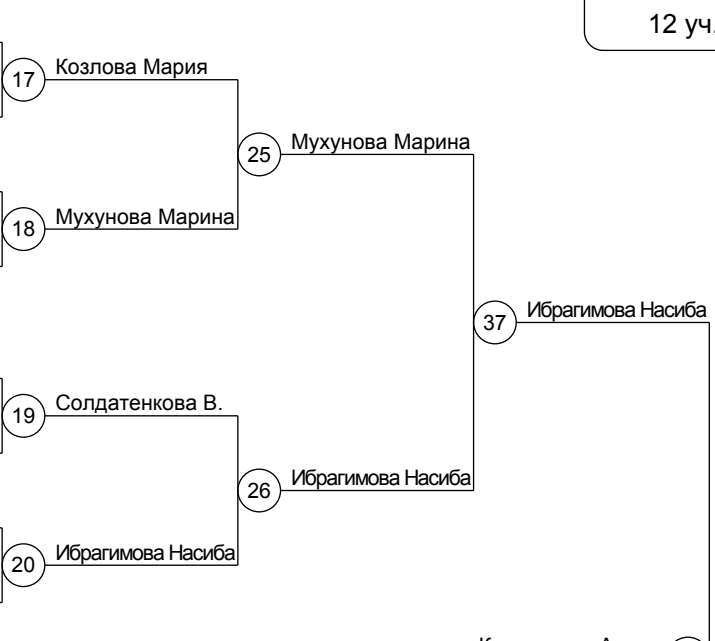 12 уч.
17 Козлова Мария
25 Мухунова Марина
18 Мухунова Марина
37 Ибрагимова Насиба
19 Солдатенкова В.
26 Ибрагимова Насиба
20 Ибрагимова Насиба